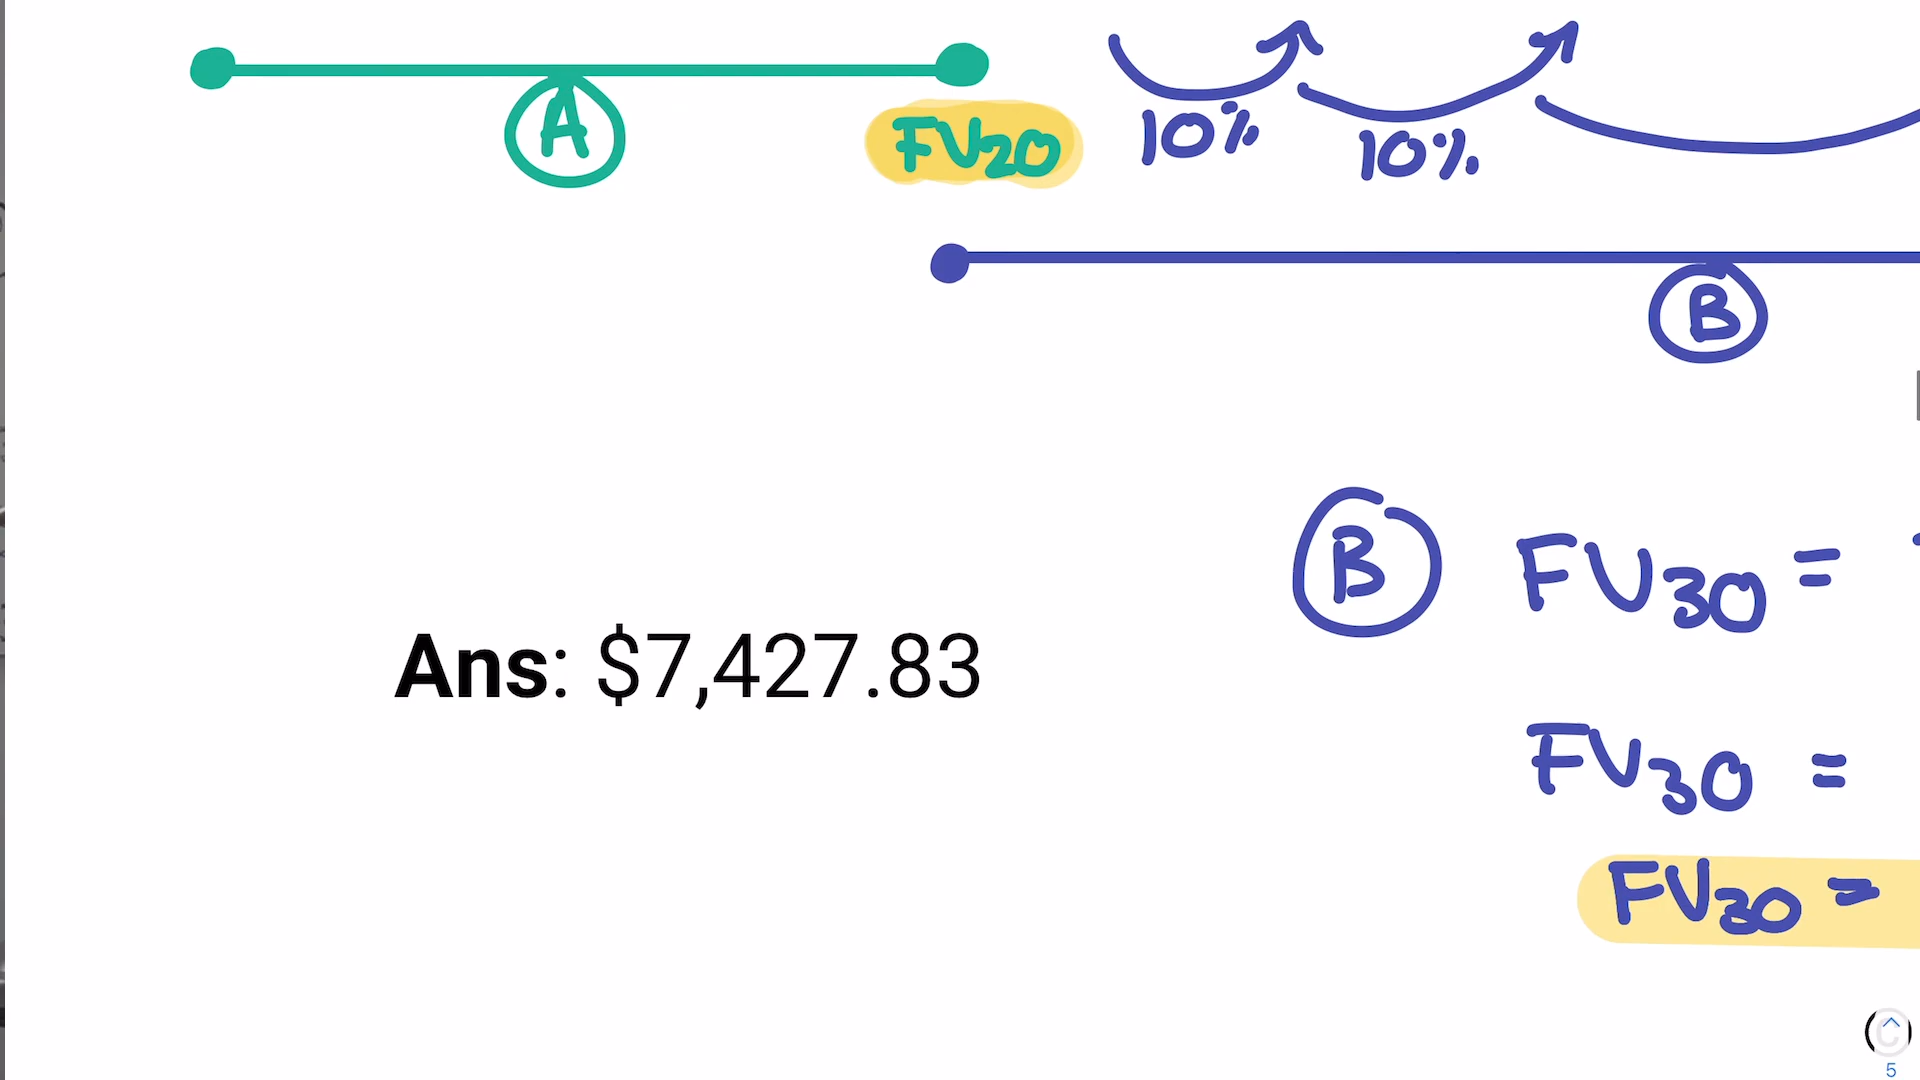 A
FV20
10%
10%
B
B FV30 =
Ans: $7,427.83
FV30 =
FV30 =
5